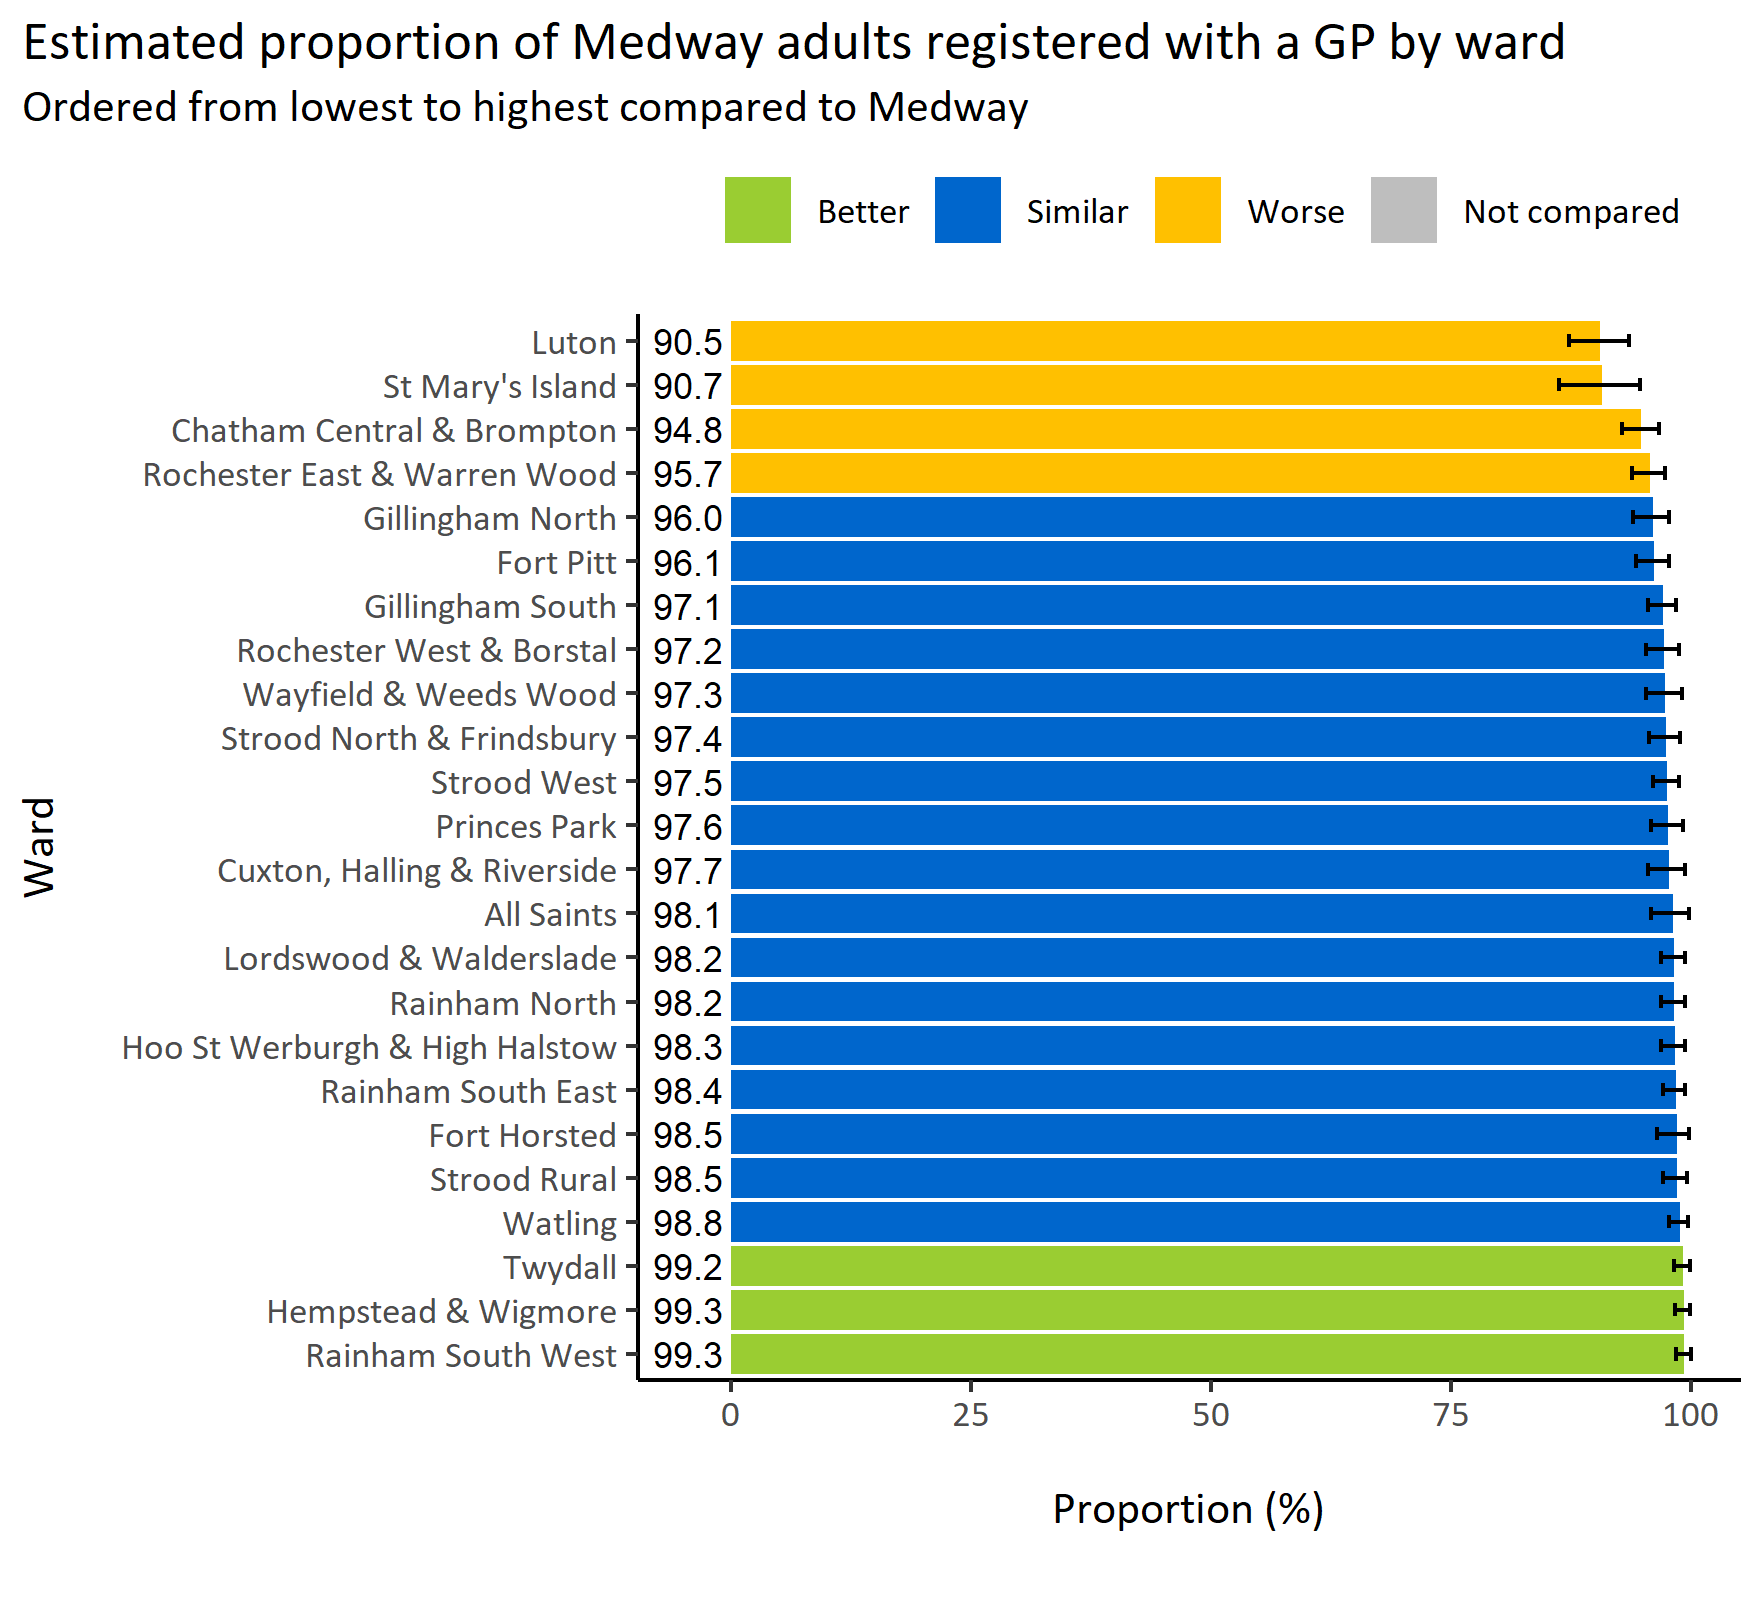 Estimated proportion of Medway adults registered with a GP by ward
Ordered from lowest to highest compared to Medway
Better Similar Worse Not compared
Luton 90.5
St Mary's Island 90.7
Chatham Central & Brompton 94.8
Rochester East & Warren Wood 95.7
Gillingham North 96.0
Fort Pitt 96.1
Gillingham South 97.1
Rochester West & Borstal 97.2
Wayfield & Weeds Wood 97.3
Strood North & Frindsbury 97.4
Strood West 97.5
Princes Park 97.6
Cuxton, Halling & Riverside 97.7
All Saints 98.1
Lordswood & Walderslade 98.2
Rainham North 98.2
Hoo St Werburgh & High Halstow 98.3
Rainham South East 98.4
Fort Horsted 98.5
Strood Rural 98.5
Watling 98.8
Twydall 99.2
Hempstead & Wigmore 99.3
Rainham South West 99.3
Ward
0 25 50 75 100
Proportion (%)